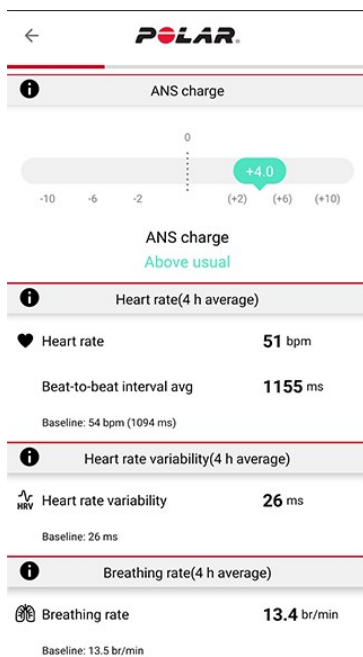 POLAR.
ANS charge
0
+4.0
-10 -6 -2 (+2) (+6) (+10)
ANS charge
Above usual
Heart rate(4 h average)
Heart rate 51 bpm
Beat-to-beat interval avg 1155 ms
Baseline: 54 bpm (1094 ms)
Heart rate variability(4 h average)
HRV Heart rate variability 26 ms
Baseline: 26 ms
Breathing rate(4 h average)
Breathing rate 13.4 br/min
Baseline: 13.5 br/min